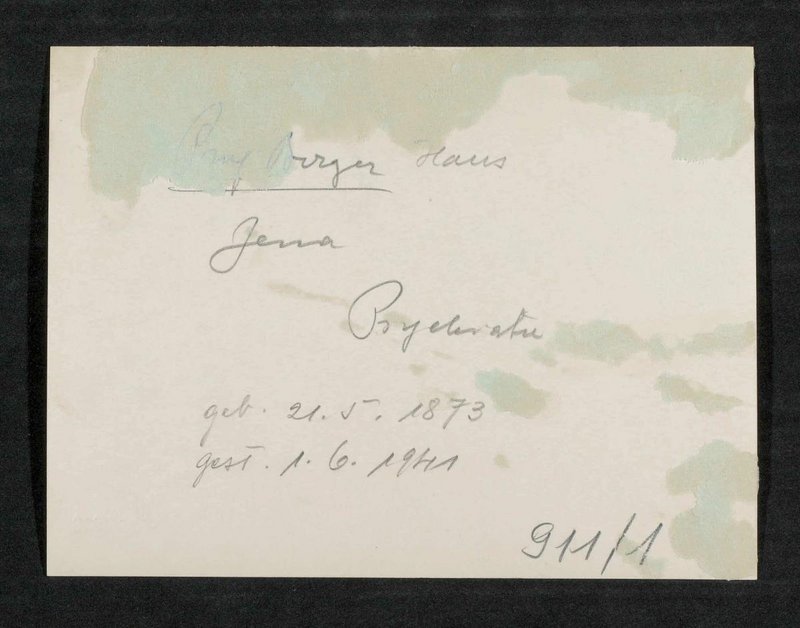 Prof Berger Hans
Jena
Psychiatrie
geb. 21.5.1873
gest. 1.6.1941
911/1